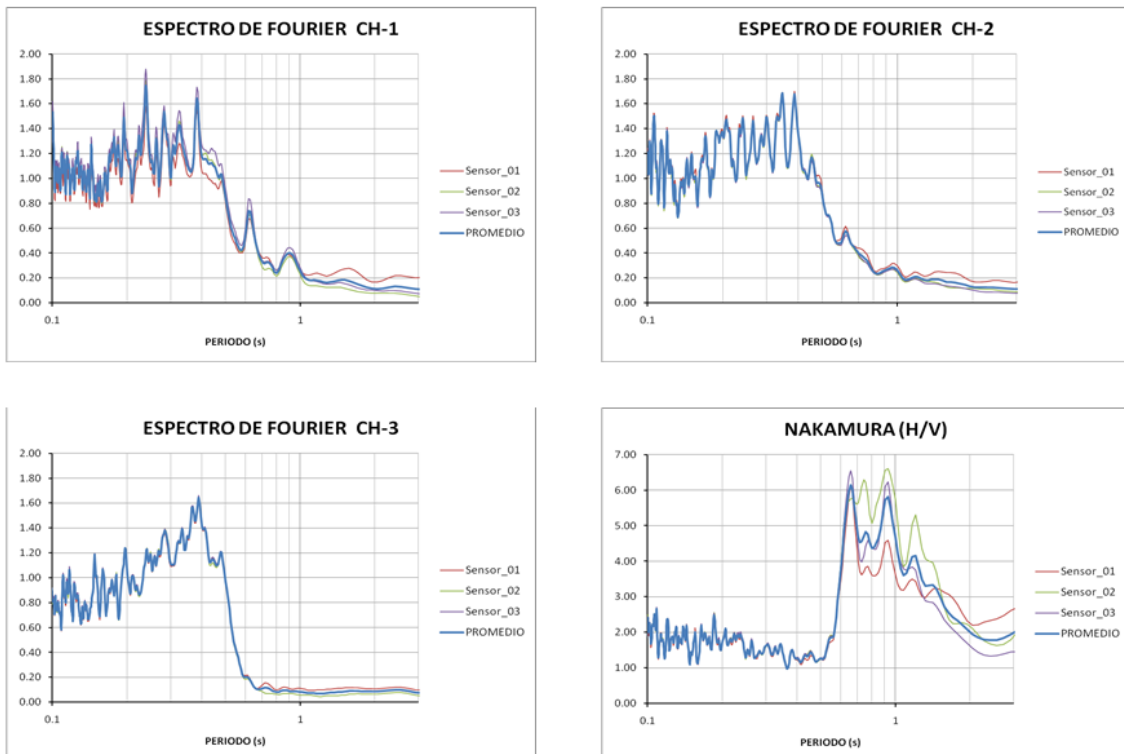 ESPECTRO DE FOURIER CH-1
2.00
1.80
1.60
1.40
1.20
1.00
0.80
0.60
0.40
0.20
0.00
0.1
1
PERIODO (s)
Sensor_01
Sensor_02
Sensor_03
PROMEDIO
ESPECTRO DE FOURIER CH-2
2.00
1.80
1.60
1.40
1.20
1.00
0.80
0.60
0.40
0.20
0.00
0.1
1
PERIODO (s)
Sensor_01
Sensor_02
Sensor_03
PROMEDIO
ESPECTRO DE FOURIER CH-3
2.00
1.80
1.60
1.40
1.20
1.00
0.80
0.60
0.40
0.20
0.00
0.1
1
PERIODO (s)
Sensor_01
Sensor_02
Sensor_03
PROMEDIO
NAKAMURA (H/V)
7.00
6.00
5.00
4.00
3.00
2.00
1.00
0.00
0.1
1
PERIODO (s)
Sensor_01
Sensor_02
Sensor_03
PROMEDIO